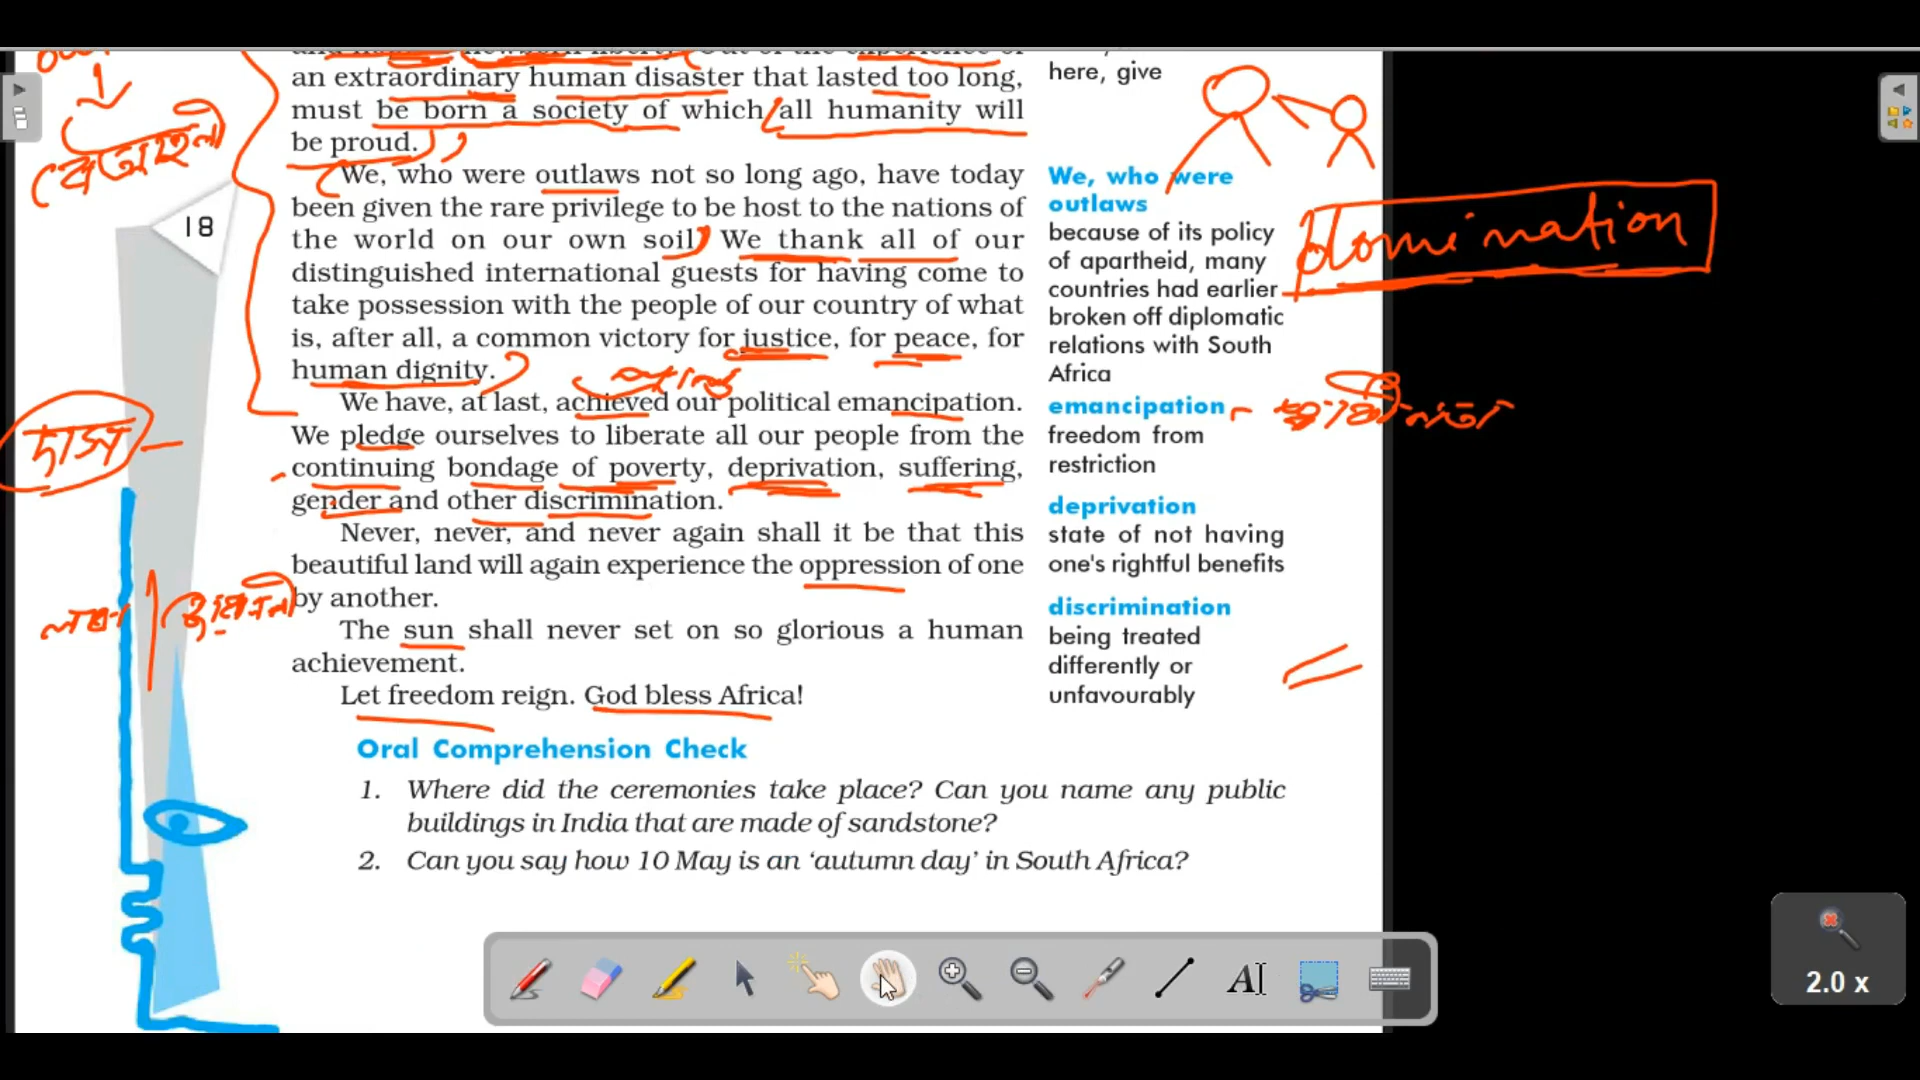 an extraordinary human disaster that lasted too long,
must be born a society of which all humanity will
be proud.
We, who were outlaws not so long ago, have today
been given the rare privilege to be host to the nations of
the world on our own soil. We thank all of our
distinguished international guests for having come to
take possession with the people of our country of what
is, after all, a common victory for justice, for peace, for
human dignity.
We have, at last, achieved our political emancipation.
We pledge ourselves to liberate all our people from the
continuing bondage of poverty, deprivation, suffering,
gender and other discrimination.
Never, never, and never again shall it be that this
beautiful land will again experience the oppression of one
by another.
The sun shall never set on so glorious a human
achievement.
Let freedom reign. God bless Africa!
here, give
We, who were
outlaws
because of its policy
of apartheid, many
countries had earlier
broken off diplomatic
relations with South
Africa
emancipation
freedom from
restriction
deprivation
state of not having
one's rightful benefits
discrimination
being treated
differently or
unfavourably
domination
18
Oral Comprehension Check
1. Where did the ceremonies take place? Can you name any public
buildings in India that are made of sandstone?
2. Can you say how 10 May is an ‘autumn day’ in South Africa?
2.0 x